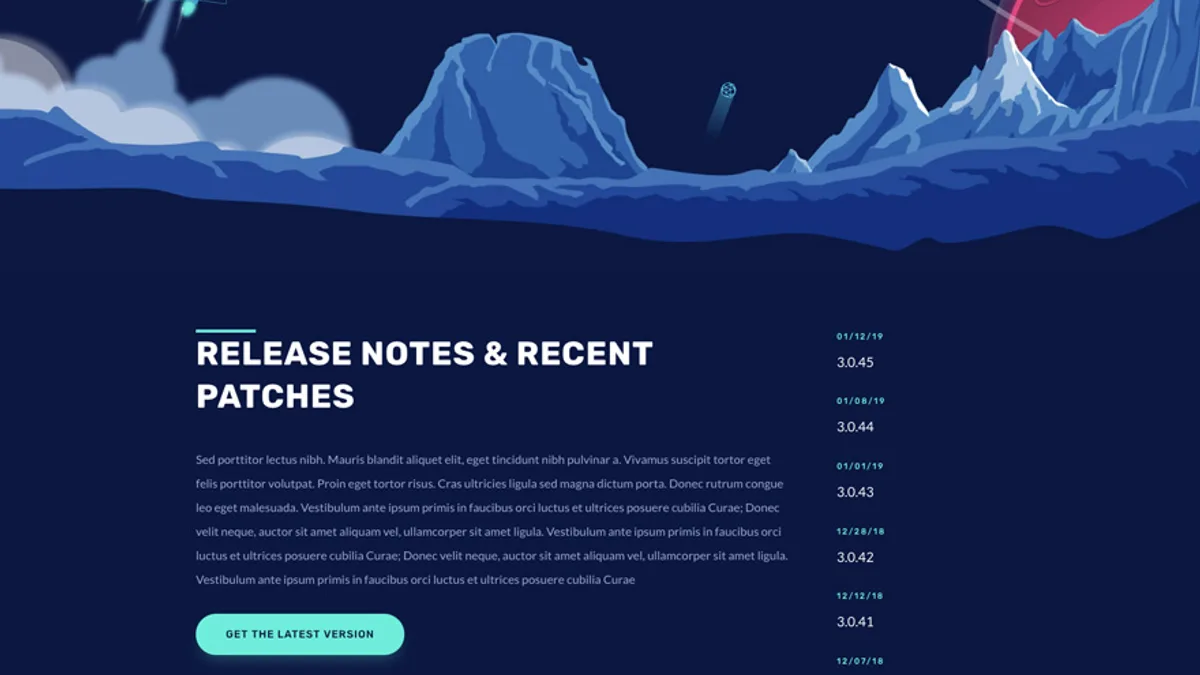 RELEASE NOTES & RECENT
PATCHES
Sed porttitor lectus nibh. Mauris blandit aliquet elit, eget tincidunt nibh pulvinar a. Vivamus suscipit tortor eget
felis porttitor volutpat. Proin eget tortor risus. Cras ultricies ligula sed magna dictum porta. Donec rutrum congue
leo eget malesuada. Vestibulum ante ipsum primis in faucibus orci luctus et ultrices posuere cubilia Curae; Donec
velit neque, auctor sit amet aliquam vel, ullamcorper sit amet ligula. Vestibulum ante ipsum primis in faucibus orci
luctus et ultrices posuere cubilia Curae; Donec velit neque, auctor sit amet aliquam vel, ullamcorper sit amet ligula.
Vestibulum ante ipsum primis in faucibus orci luctus et ultrices posuere cubilia Curae
GET THE LATEST VERSION
01/12/19
3.0.45
01/08/19
3.0.44
01/01/19
3.0.43
12/28/18
3.0.42
12/12/18
3.0.41
12/07/18